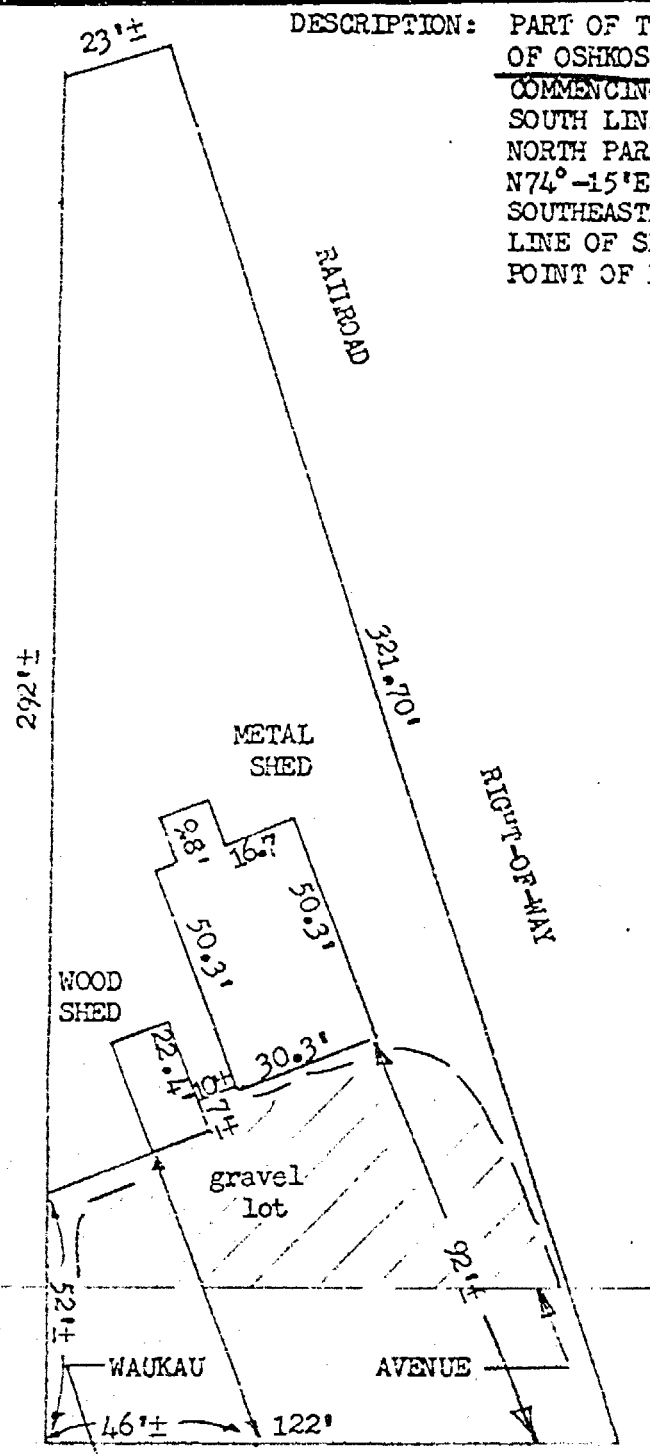 DESCRIPTION: PART OF T
OF OSHKOS
COMMENCING
SOUTH LIN
NORTH PAR
N74°-15'E
SOUTHEAST
LINE OF S
POINT OF
23'±
RAILROAD
292'±
321.70'
METAL
SHED
RIGHT-OF-WAY
9.8'
16.7
50.3'
50.3'
WOOD
SHED
22.4'
10±
30.3'
17±
gravel
lot
92'±
52'±
WAUKAU AVENUE
46'± 122'